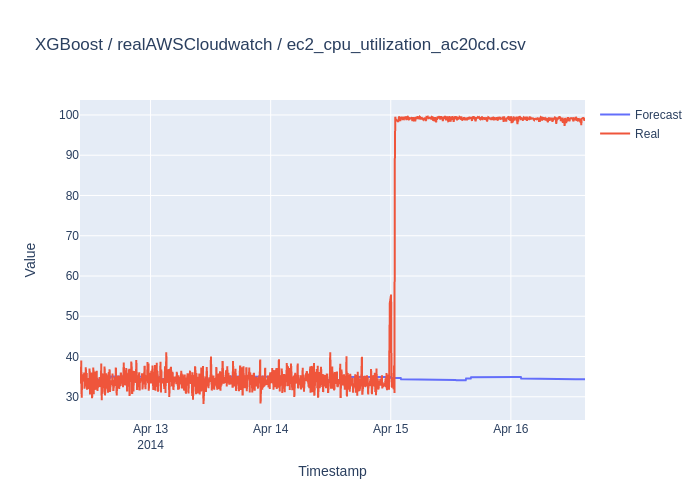 XGBoost / realAWSCloudwatch / ec2_cpu_utilization_ac20cd.csv
Forecast
Real
Value
100
90
80
70
60
50
40
30
Apr 13
2014
Apr 14
Apr 15
Apr 16
Timestamp